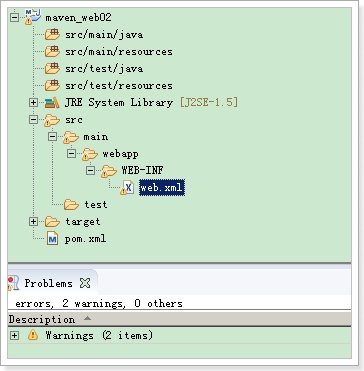 maven_web02
src/main/java
src/main/resources
src/test/java
src/test/resources
JRE System Library [J2SE-1.5]
src
main
webapp
WEB-INF
web.xml
test
target
pom.xml
Problems
errors, 2 warnings, 0 others
Description
Warnings (2 items)